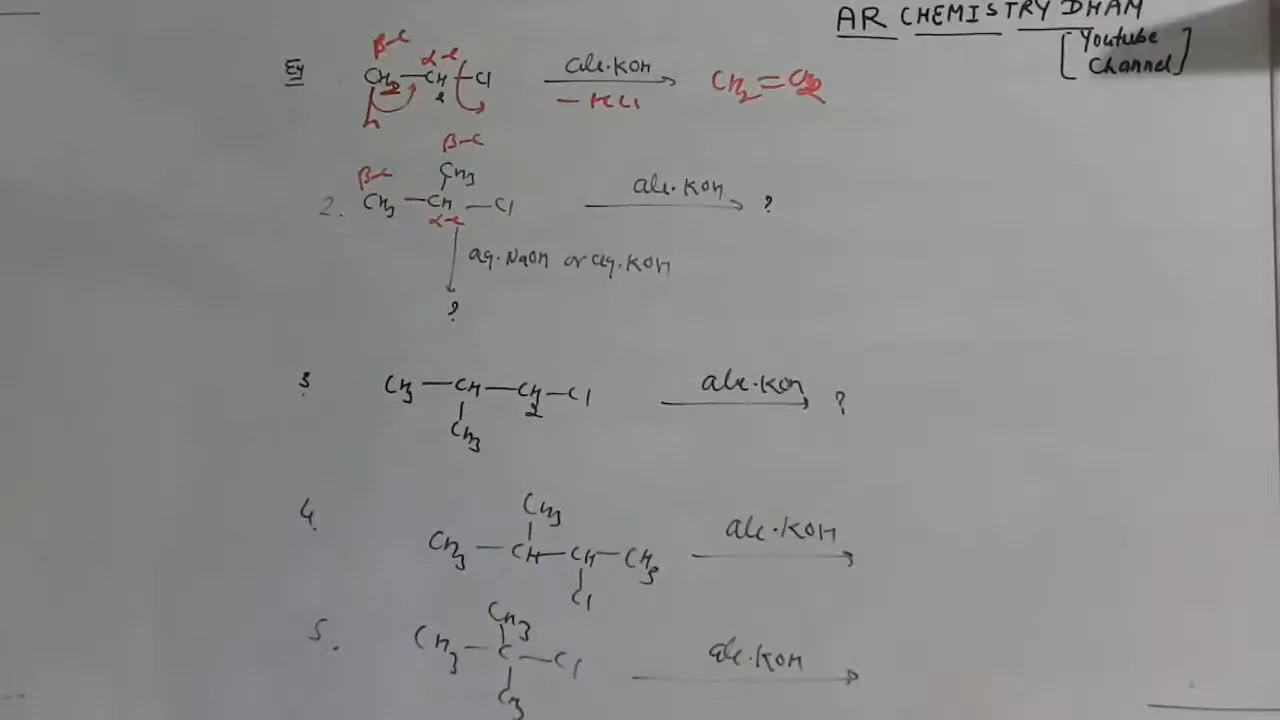 AR CHEMISTRY DHAM
[Youtube Channel]
Eg
β-C α-C
CH2—CH2—Cl alc.KOH CH2=CH2
H - HCl
β-C
β-C CH3
2. CH3—CH—Cl alc.KOH ?
α-C
aq.NaOH or aq.KOH
?
3 CH3—CH—CH2—Cl alc.KOH ?
CH3
4. CH3
CH3—CH—CH—CH3 alc.KOH
Cl
5. CH3
CH3—C—Cl alc.KOH
CH3